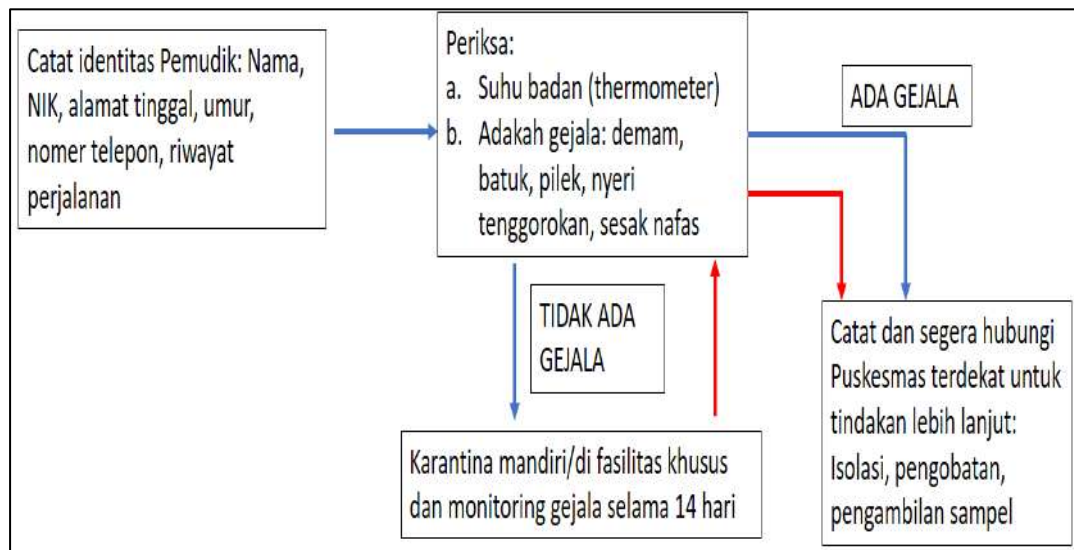 Catat identitas Pemudik: Nama,
NIK, alamat tinggal, umur,
nomer telepon, riwayat
perjalanan
Periksa:
a. Suhu badan (thermometer)
b. Adakah gejala: demam,
batuk, pilek, nyeri
tenggorokan, sesak nafas
ADA GEJALA
TIDAK ADA
GEJALA
Karantina mandiri/di fasilitas khusus
dan monitoring gejala selama 14 hari
Catat dan segera hubungi
Puskesmas terdekat untuk
tindakan lebih lanjut:
Isolasi, pengobatan,
pengambilan sampel